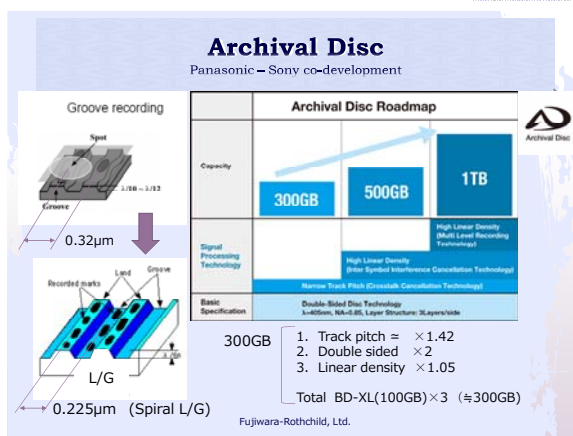 Archival Disc
Panasonic – Sony co-development
Groove recording
Spot
λ/10 ~ λ/12
Groove
0.32μm
Recorded marks
Land
Groove
λ/6n
L/G
0.225μm (Spiral L/G)
Archival Disc Roadmap
Capacity
300GB
500GB
1TB
Signal
Processing
Technology
High Linear Density
(Multi Level Recording
Technology)
High Linear Density
(Inter Symbol Interference Cancellation Technology)
Narrow Track Pitch (Crosstalk Cancellation Technology)
Basic
Specification
Double-Sided Disc Technology
λ=405nm, NA=0.85, Layer Structure: 3Layers/side
Archival Disc
300GB
1. Track pitch ≃ ×1.42
2. Double sided ×2
3. Linear density ×1.05
Total BD-XL(100GB)×3 (≒300GB)
Fujiwara-Rothchild, Ltd.